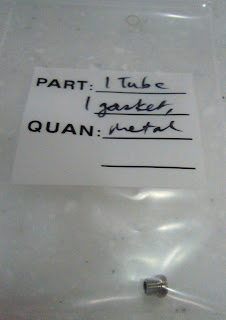 PART: 1 Tube
1 gasket,
QUAN: metal